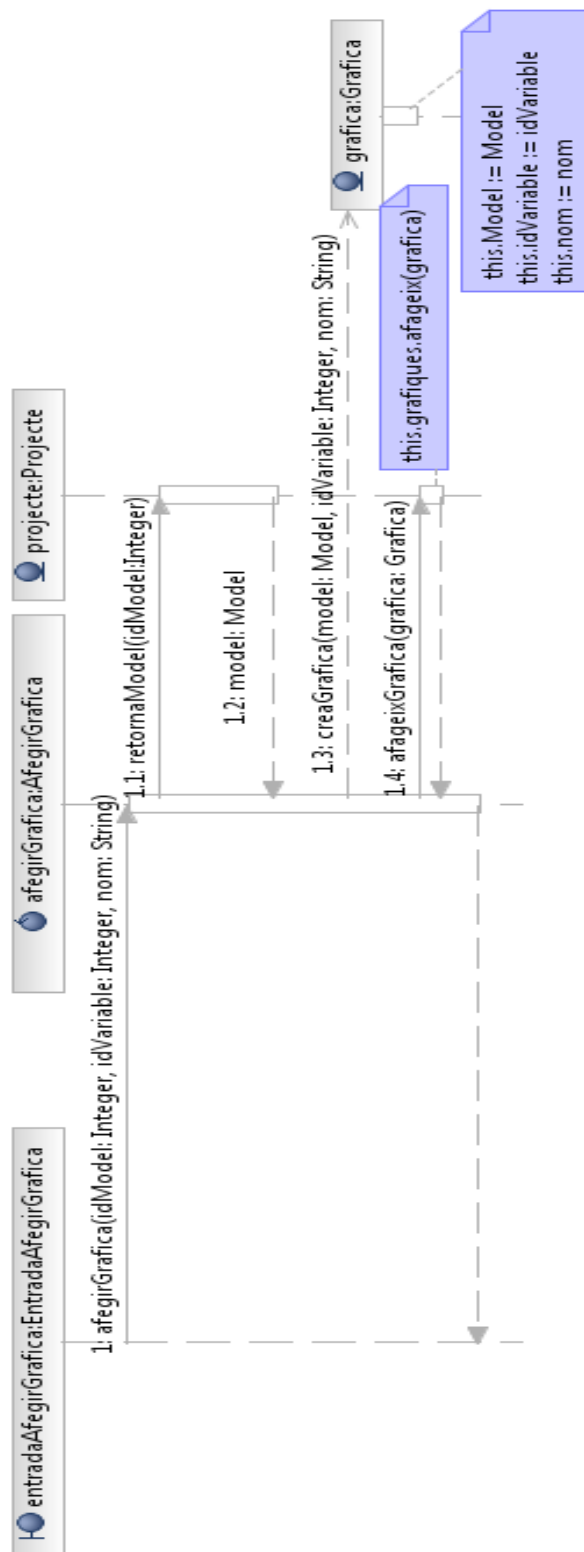 entradaAfegirGrafica:EntradaAfegirGrafica
afegirGrafica:AfegirGrafica
projecte:Projecte
1: afegirGrafica(idModel: Integer, idVariable: Integer, nom: String)
1.1: retornaModel(idModel:Integer)
1.2: model: Model
1.3: creaGrafica(model: Model, idVariable: Integer, nom: String)
grafica:Grafica
1.4: afageixGrafica(grafica: Grafica)
this.grafiques.afageix(grafica)
this.Model := Model
this.idVariable := idVariable
this.nom := nom